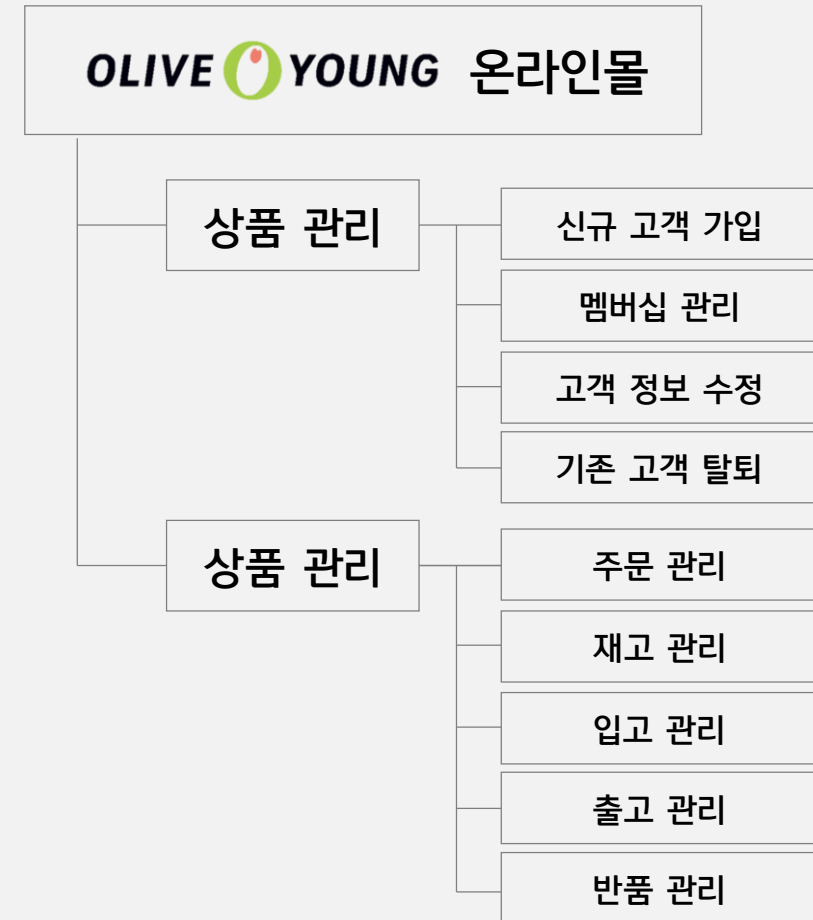 OLIVE YOUNG 온라인몰
상품 관리
신규 고객 가입
멤버십 관리
고객 정보 수정
기존 고객 탈퇴
상품 관리
주문 관리
재고 관리
입고 관리
출고 관리
반품 관리